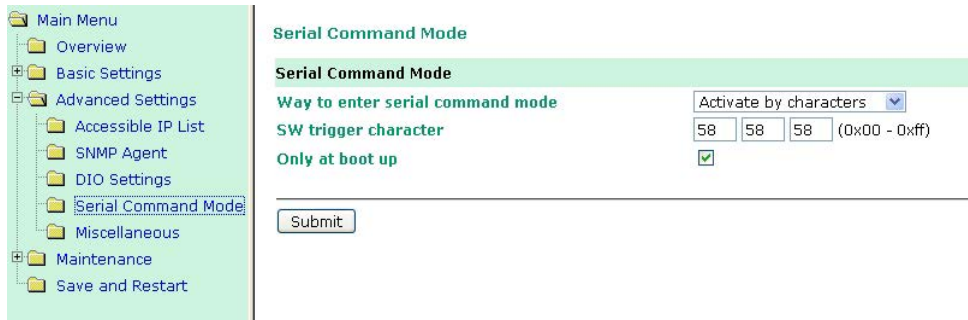 Main Menu
Overview
Basic Settings
Advanced Settings
Accessible IP List
SNMP Agent
DIO Settings
Serial Command Mode
Miscellaneous
Maintenance
Save and Restart
Serial Command Mode
Serial Command Mode
Way to enter serial command mode Activate by characters
SW trigger character 58 58 58 (0x00 - 0xff)
Only at boot up
Submit